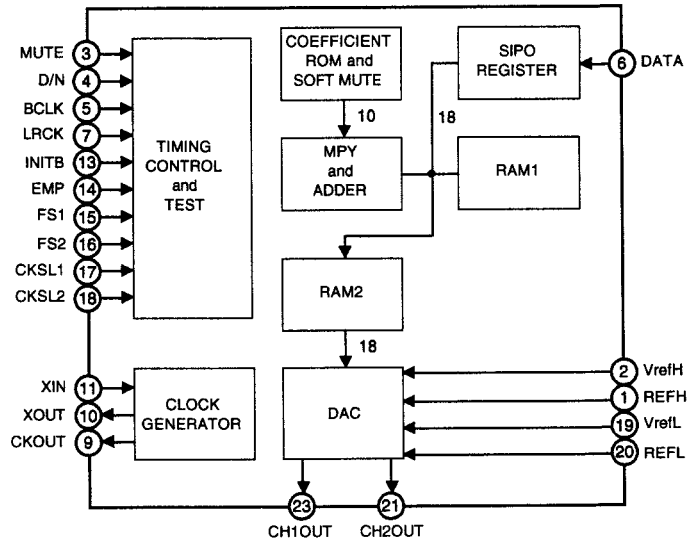 MUTE 3
D/N 4
BCLK 5
LRCK 7
INITB 13
EMP 14
FS1 15
FS2 16
CKSL1 17
CKSL2 18
TIMING
CONTROL
and
TEST
COEFFICIENT
ROM and
SOFT MUTE
10
MPY
and
ADDER
SIPO
REGISTER
6 DATA
18
RAM1
RAM2
18
XIN 11
XOUT 10
CKOUT 9
CLOCK
GENERATOR
DAC
2 VrefH
1 REFH
19 VrefL
20 REFL
23
CH1OUT
21
CH2OUT